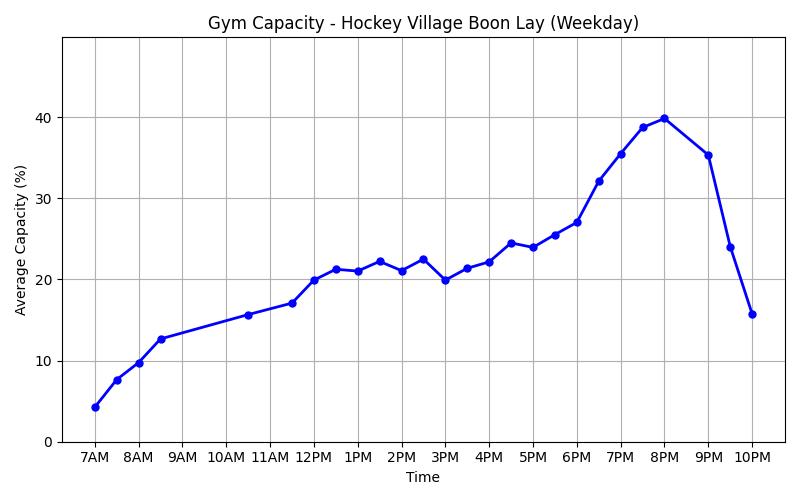 Gym Capacity - Hockey Village Boon Lay (Weekday)
Average Capacity (%)
40
30
20
10
0
7AM 8AM 9AM 10AM 11AM 12PM 1PM 2PM 3PM 4PM 5PM 6PM 7PM 8PM 9PM 10PM
Time